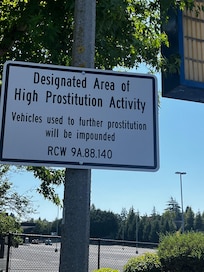 Designated Area of
High Prostitution Activity
Vehicles used to further prostitution
will be impounded
RCW 9A.88.140